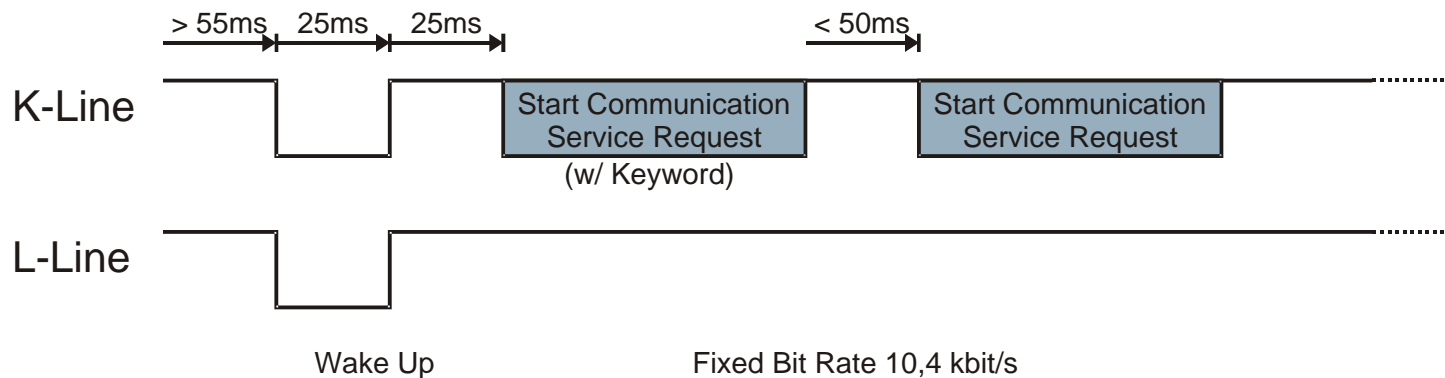 > 55ms 25ms 25ms < 50ms
K-Line
Start Communication
Service Request
(w/ Keyword)
Start Communication
Service Request
L-Line
Wake Up
Fixed Bit Rate 10,4 kbit/s